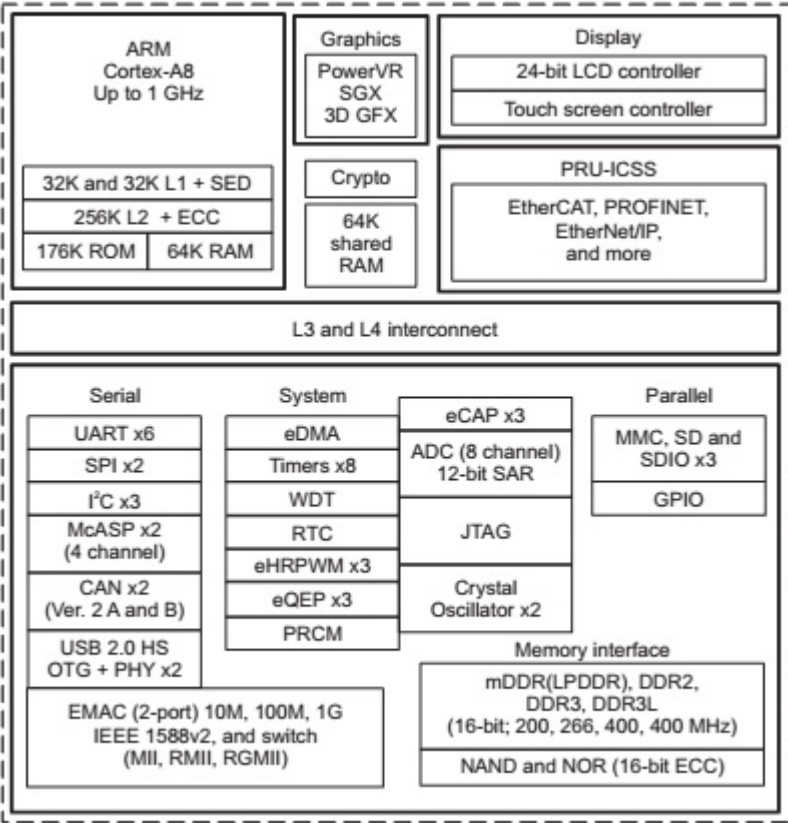 ARM
Cortex-A8
Up to 1 GHz
32K and 32K L1 + SED
256K L2 + ECC
176K ROM
64K RAM
Graphics
PowerVR
SGX
3D GFX
Crypto
64K
shared
RAM
Display
24-bit LCD controller
Touch screen controller
PRU-ICSS
EtherCAT, PROFINET,
EtherNet/IP,
and more
L3 and L4 interconnect
Serial
UART x6
SPI x2
I²C x3
McASP x2
(4 channel)
CAN x2
(Ver. 2 A and B)
USB 2.0 HS
OTG + PHY x2
EMAC (2-port) 10M, 100M, 1G
IEEE 1588v2, and switch
(MII, RMII, RGMII)
System
eDMA
Timers x8
WDT
RTC
eHRPWM x3
eQEP x3
PRCM
eCAP x3
ADC (8 channel)
12-bit SAR
JTAG
Crystal
Oscillator x2
Parallel
MMC, SD and
SDIO x3
GPIO
Memory interface
mDDR(LPDDR), DDR2,
DDR3, DDR3L
(16-bit; 200, 266, 400, 400 MHz)
NAND and NOR (16-bit ECC)